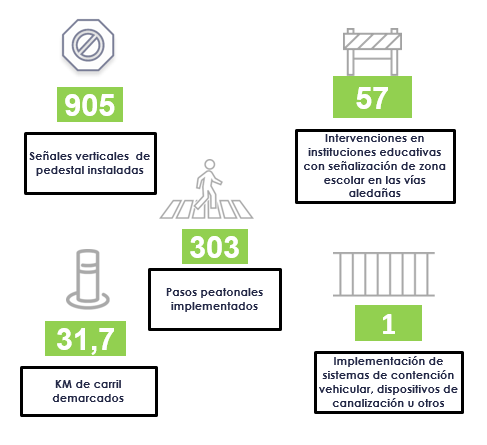 905
Señales verticales de
pedestal instaladas
57
Intervenciones en
instituciones educativas
con señalización de zona
escolar en las vías
aledañas
303
Pasos peatonales
implementados
31,7
KM de carril
demarcados
1
Implementación de
sistemas de contención
vehicular, dispositivos de
canalización u otros